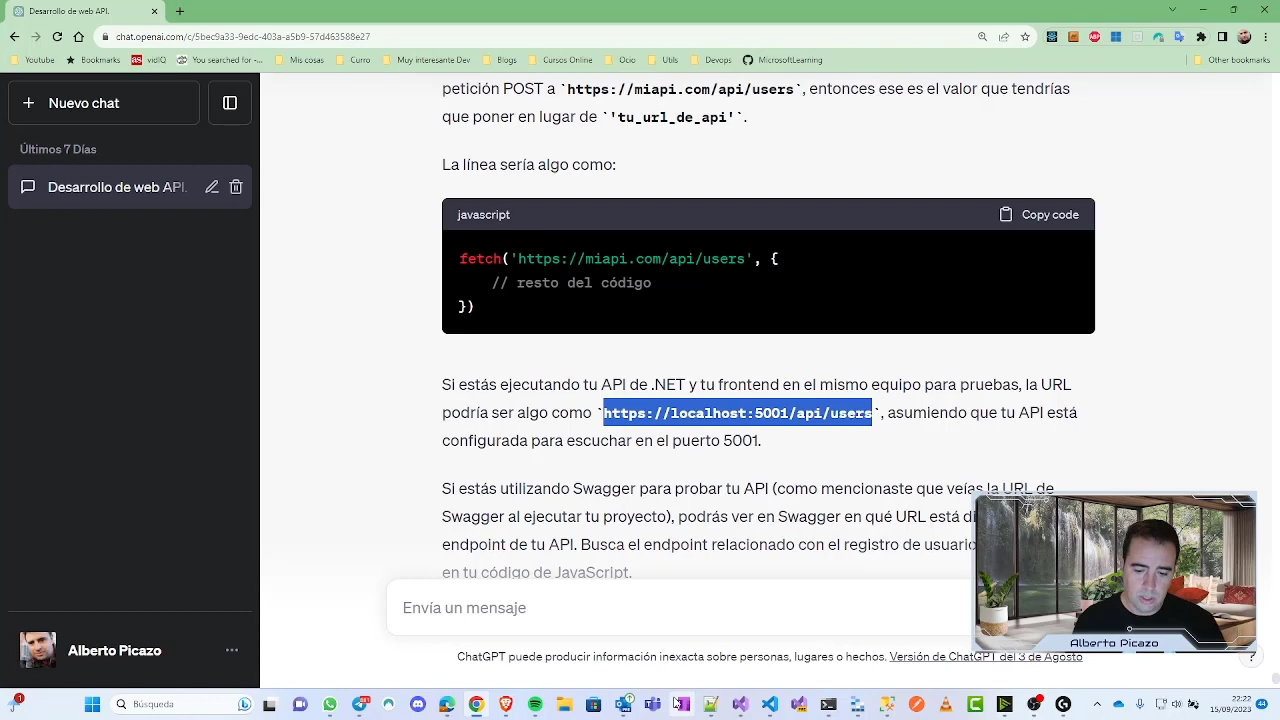 Desarrollo de web API.
chat.openai.com/c/5bec9a33-9edc-403a-a5b9-57d463588e27
Youtube
Bookmarks
vidIQ
You searched for -...
Mis cosas
Curro
Muy interesante Dev
Blogs
Cursos Online
Ocio
Utils
Devops
MicrosoftLearning
Other bookmarks
Nuevo chat
Últimos 7 Días
Desarrollo de web API.
petición POST a `https://miapi.com/api/users`, entonces ese es el valor que tendrías
que poner en lugar de `'tu_url_de_api'`.
La línea sería algo como:
javascript
Copy code
fetch('https://miapi.com/api/users', {
// resto del código
})
Si estás ejecutando tu API de .NET y tu frontend en el mismo equipo para pruebas, la URL
podría ser algo como `https://localhost:5001/api/users`, asumiendo que tu API está
configurada para escuchar en el puerto 5001.
Si estás utilizando Swagger para probar tu API (como mencionaste que veías la URL de
Swagger al ejecutar tu proyecto), podrás ver en Swagger en qué URL está di
endpoint de tu API. Busca el endpoint relacionado con el registro de usuario
en tu código de JavaScript.
Envía un mensaje
Alberto Picazo
Alberto Picazo
ChatGPT puede producir información inexacta sobre personas, lugares o hechos. Versión de ChatGPT del 3 de Agosto
?
Búsqueda
22:22
15/09/2023